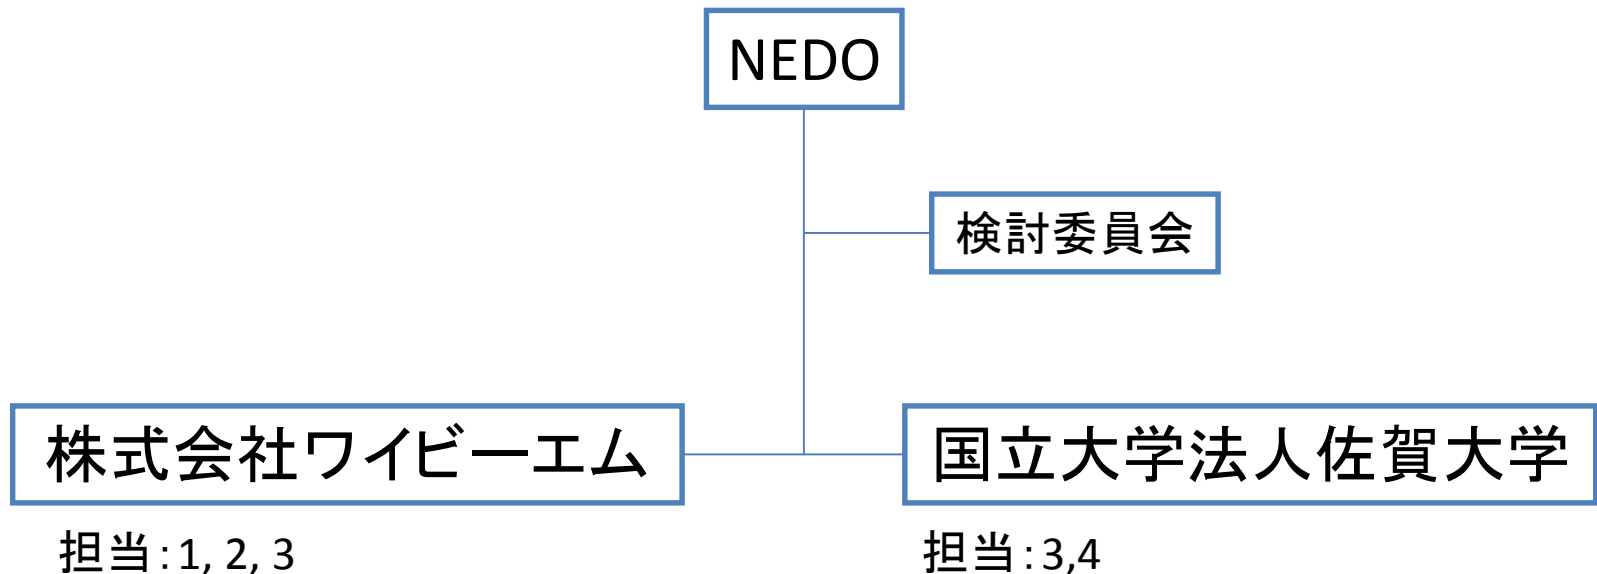 NEDO
検討委員会
株式会社ワイビーエム
国立大学法人佐賀大学
担当：1, 2, 3
担当：3,4